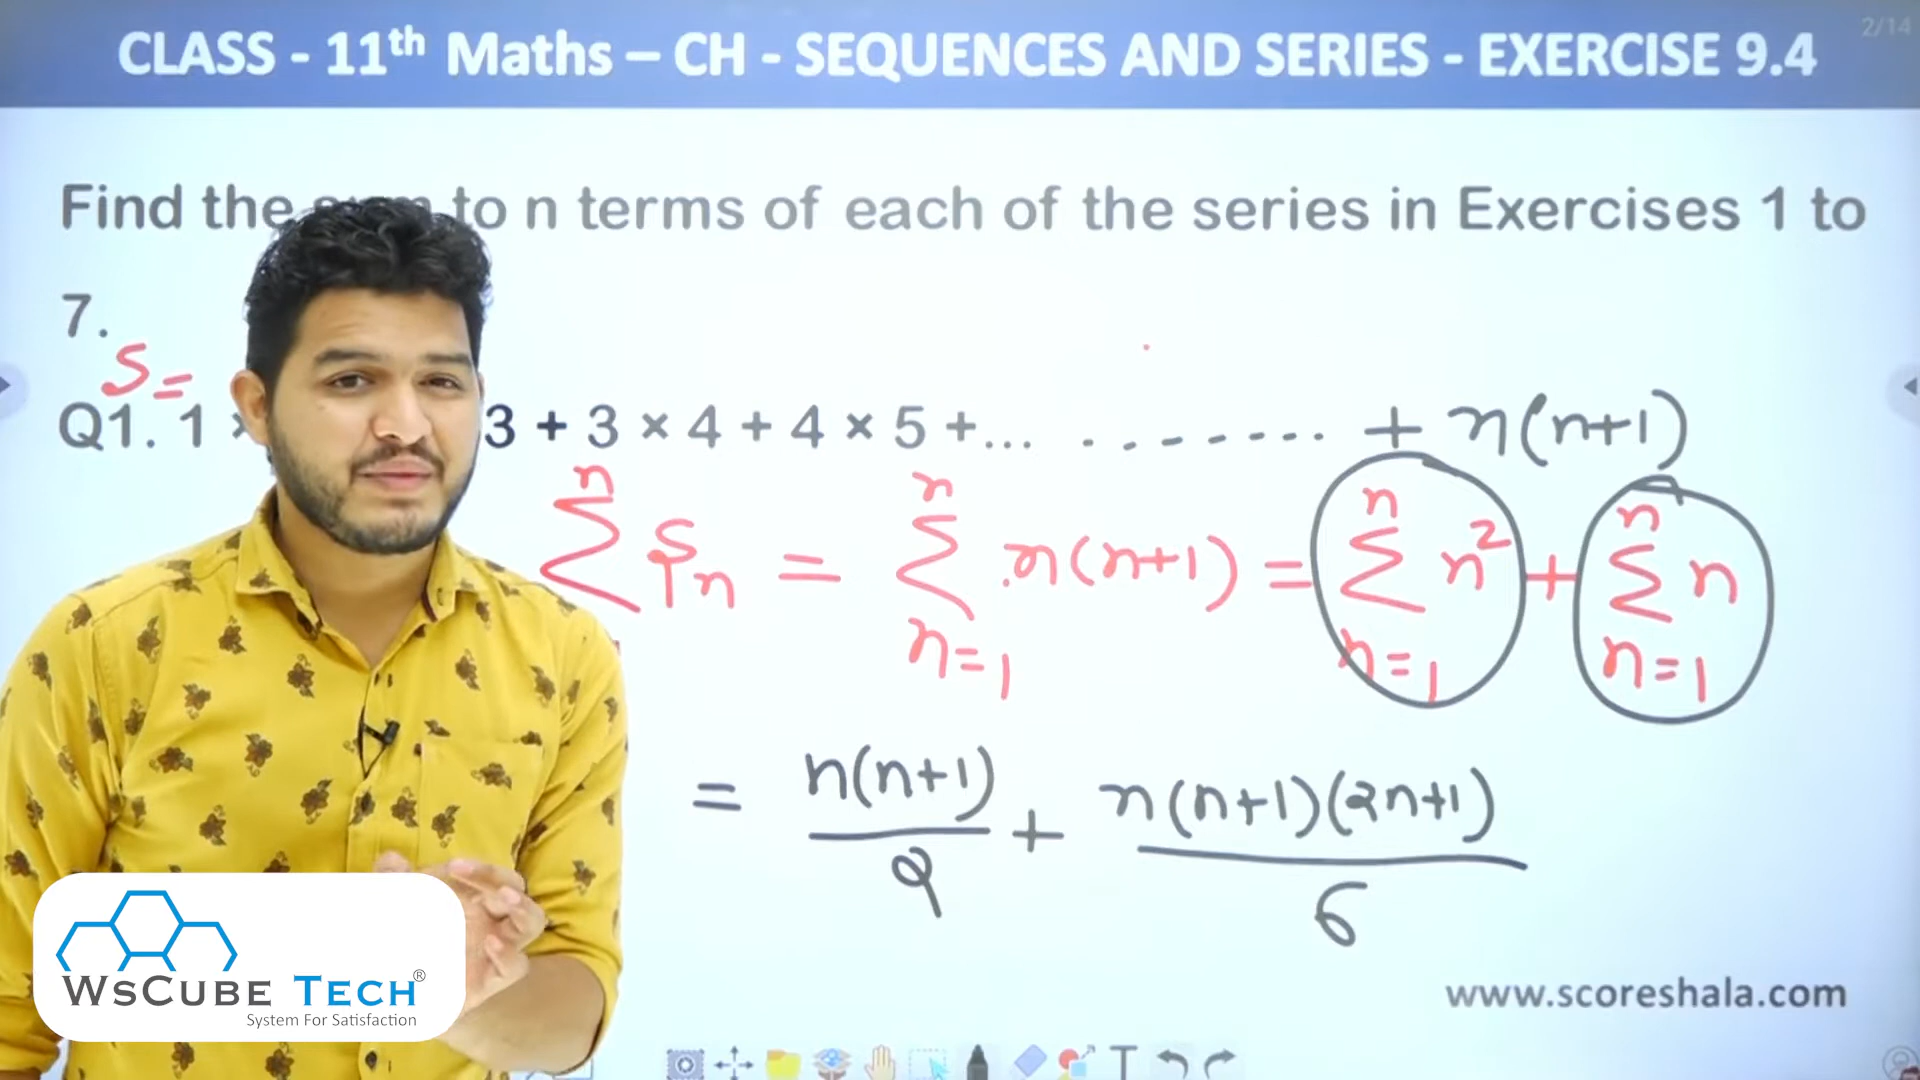 2/14
CLASS - 11th Maths – CH - SEQUENCES AND SERIES - EXERCISE 9.4
Find the to n terms of each of the series in Exercises 1 to
7.
S =
Q1. 1 × 3 + 3 × 4 + 4 × 5 +... . . - - - - . . . + n(n+1)
n n n n
∑ = ∑ n(n+1) = ∑ n² + ∑ n
n=1 n=1 n=1
= n(n+1)/2 + n(n+1)(2n+1)/6
WsCube Tech®
System For Satisfaction
www.scoreshala.com
T